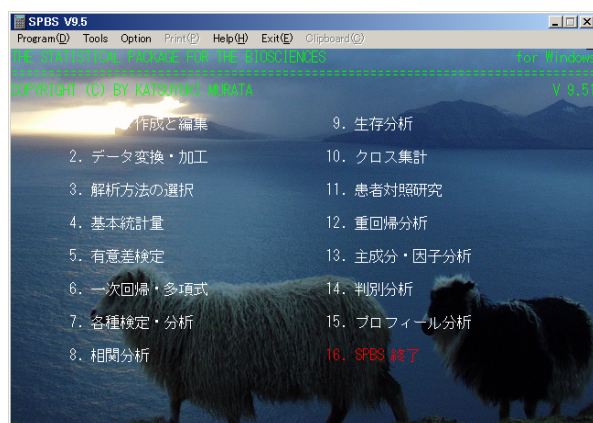 SPBS V9.5
Program(D) Tools Option Print(P) Help(H) Exit(E) Clipboard(C)
THE STATISTICAL PACKAGE FOR THE BIOSCIENCES for Windows
COPYRIGHT (C) BY KATSUYUKI MURATA V 9.51
作成と編集
2. データ変換・加工
3. 解析方法の選択
4. 基本統計量
5. 有意差検定
6. 一次回帰・多項式
7. 各種検定・分析
8. 相関分析
9. 生存分析
10. クロス集計
11. 患者対照研究
12. 重回帰分析
13. 主成分・因子分析
14. 判別分析
15. プロフィール分析
16. SPBS 終了